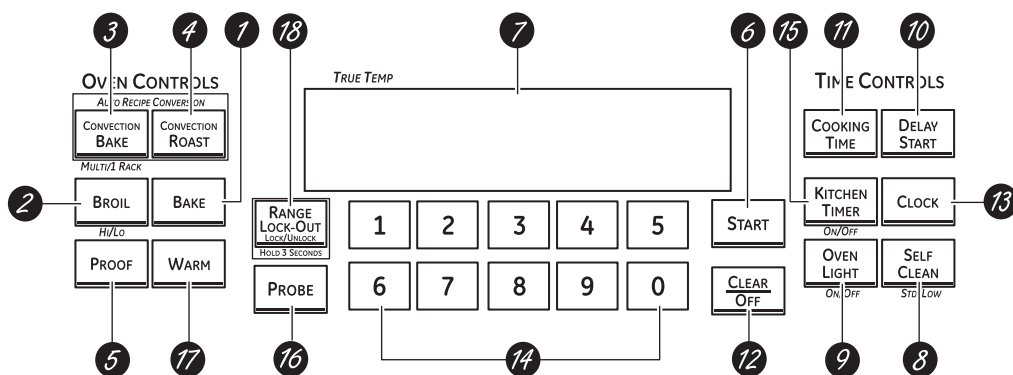 3 4 1 18 7 6 15 11 10
OVEN CONTROLS
AUTO RECIPE CONVERSION
CONVECTION
BAKE
CONVECTION
ROAST
MULTI/1 RACK
2
BROIL
BAKE
HI/LO
PROOF
WARM
5 17
RANGE
LOCK-OUT
LOCK/UNLOCK
HOLD 3 SECONDS
PROBE
16
TRUE TEMP
1 2 3 4 5
6 7 8 9 0
14
START
CLEAR
OFF
12
TIME CONTROLS
COOKING
TIME
DELAY
START
KITCHEN
TIMER
CLOCK
13
ON/OFF
OVEN
LIGHT
SELF
CLEAN
ON/OFF
STD/LOW
9 8